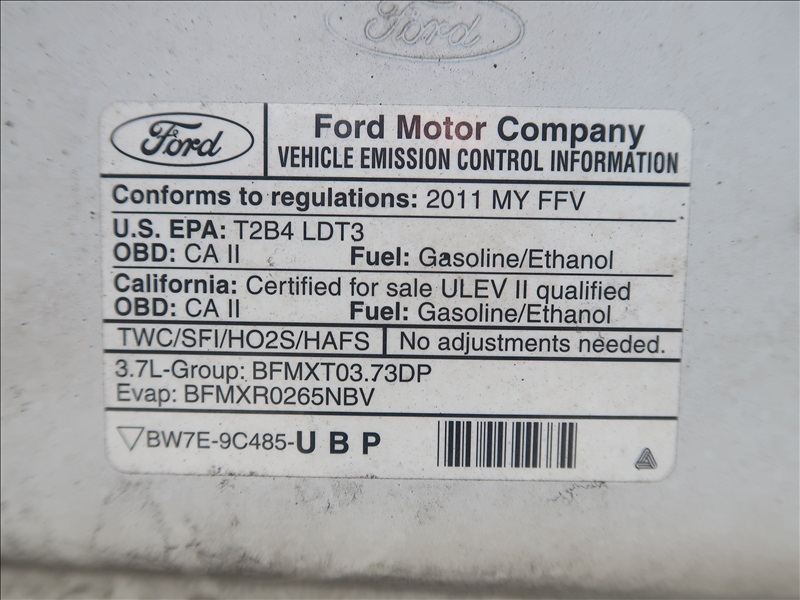 Ford
Ford
Ford Motor Company
VEHICLE EMISSION CONTROL INFORMATION
Conforms to regulations: 2011 MY FFV
U.S. EPA: T2B4 LDT3
OBD: CA II Fuel: Gasoline/Ethanol
California: Certified for sale ULEV II qualified
OBD: CA II Fuel: Gasoline/Ethanol
TWC/SFI/HO2S/HAFS No adjustments needed.
3.7L-Group: BFMXT03.73DP
Evap: BFMXR0265NBV
BW7E-9C485-U B P